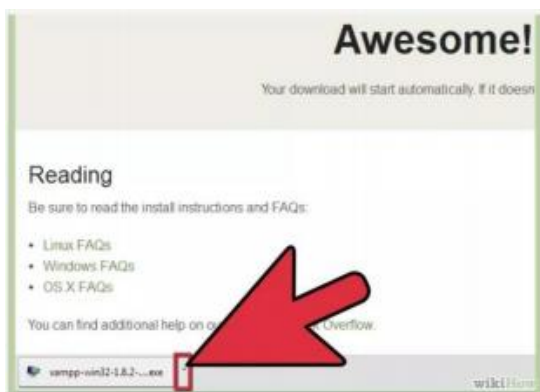 Awesome!
Your download will start automatically. If it doesn
Reading
Be sure to read the install instructions and FAQs:
• Linux FAQs
• Windows FAQs
• OS X FAQs
You can find additional help on Overflow.
xampp-win32-1.8.2-....exe
wikiHow